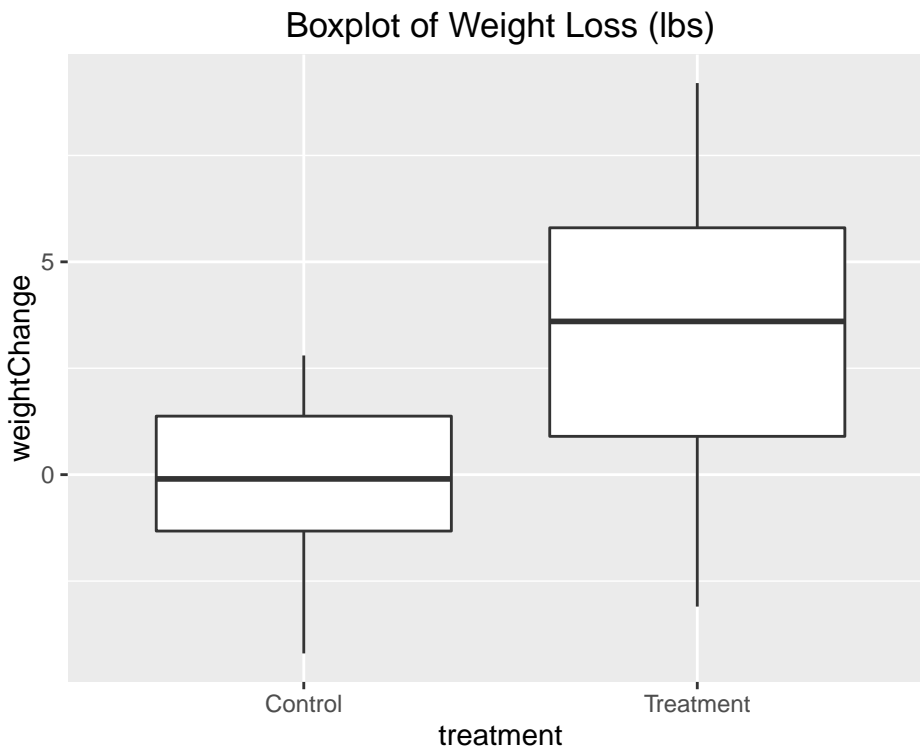 Boxplot of Weight Loss (lbs)
weightChange
5
0
Control
Treatment
treatment